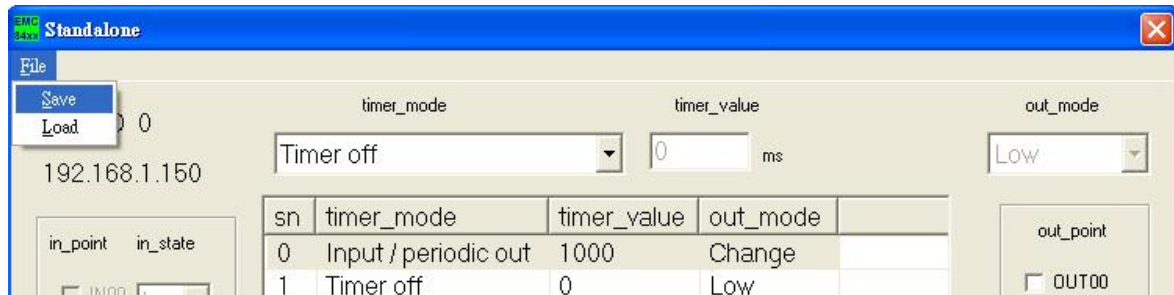 EMC
84xx
Standalone
File
Save
Load
0
192.168.1.150
timer_mode
timer_value
out_mode
Timer off
0
ms
Low
sn timer_mode timer_value out_mode
0 Input / periodic out 1000 Change
1 Timer off 0 Low
in_point in_state
IN00
out_point
OUT00